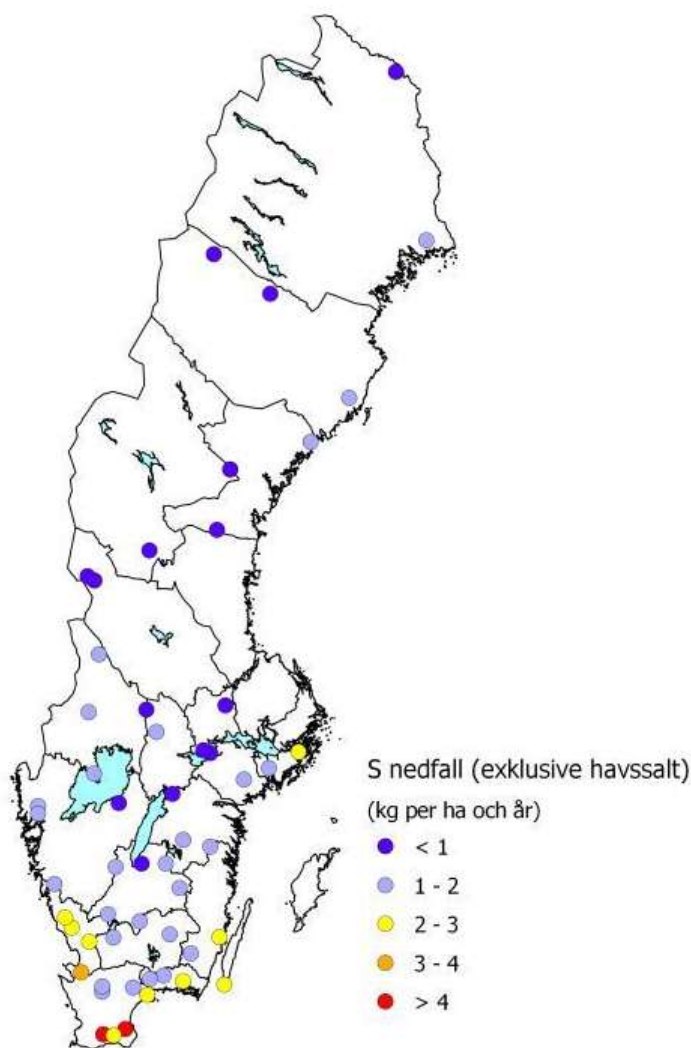 S nedfall (exklusive havssalt)
(kg per ha och år)
< 1
1 - 2
2 - 3
3 - 4
> 4